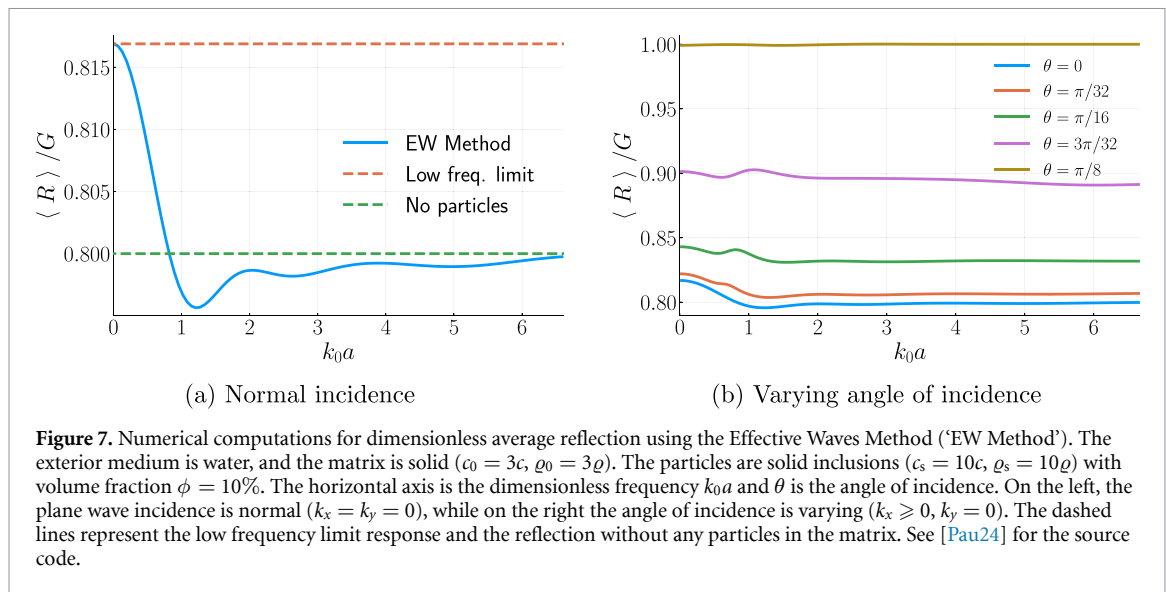 0.815
0.810
0.805
0.800
⟨ R ⟩ /G
EW Method
Low freq. limit
No particles
0 1 2 3 4 5 6
k₀a
(a) Normal incidence
1.00
0.95
0.90
0.85
0.80
⟨ R ⟩ /G
θ = 0
θ = π/32
θ = π/16
θ = 3π/32
θ = π/8
0 1 2 3 4 5 6
k₀a
(b) Varying angle of incidence
Figure 7. Numerical computations for dimensionless average reflection using the Effective Waves Method (‘EW Method’). The
exterior medium is water, and the matrix is solid (c₀ = 3c, ϱ₀ = 3ϱ). The particles are solid inclusions (cₛ = 10c, ϱₛ = 10ϱ) with
volume fraction ϕ = 10%. The horizontal axis is the dimensionless frequency k₀a and θ is the angle of incidence. On the left, the
plane wave incidence is normal (kₓ = k_y = 0), while on the right the angle of incidence is varying (kₓ ⩾ 0, k_y = 0). The dashed
lines represent the low frequency limit response and the reflection without any particles in the matrix. See [Pau24] for the source
code.